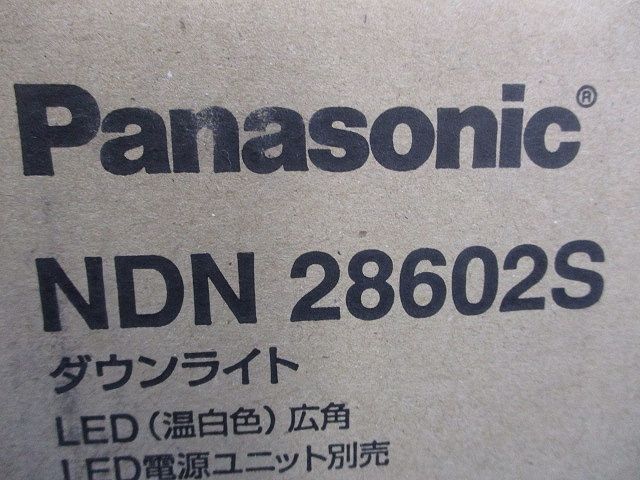 Panasonic®
NDN 28602S
ダウンライト
LED（温白色）広角
LED電源ユニット別売